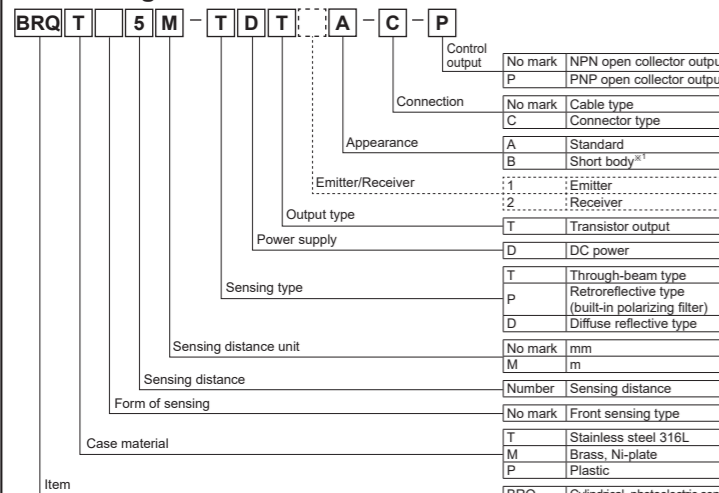 BRQ T 5 M - T D T A - C - P
Control
output
No mark NPN open collector
P PNP open collector
Connection
No mark Cable type
C Connector type
Appearance
A Standard
B Short body※1
Emitter/Receiver
1 Emitter
2 Receiver
Output type
T Transistor output
Power supply
D DC power
Sensing type
T Through-beam type
P Retroreflective type
(built-in polarizing filter)
D Diffuse reflective type
Sensing distance unit
No mark mm
M m
Sensing distance
Number Sensing distance
Form of sensing
No mark Front sensing type
Case material
T Stainless steel 316L
M Brass, Ni-plate
P Plastic
Item
BRQ Cylindrical, photoelectric